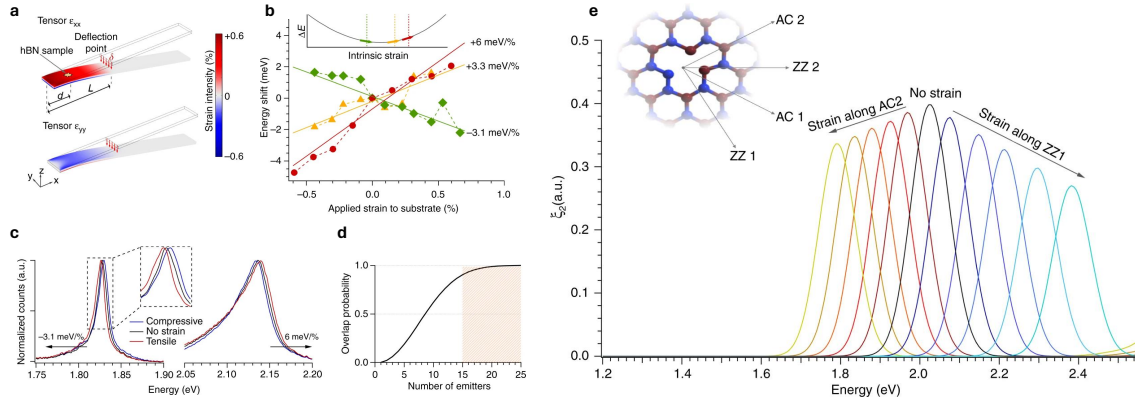 a
Tensor εxx
hBN sample
Deflection
point
d
L
Tensor εyy
y
z
x
+0.6
0
−0.6
Strain intensity (%)
b
ΔE
Intrinsic strain
+6 meV/%
+3.3 meV/%
−3.1 meV/%
Energy shift (meV)
4
2
0
−2
−4
−0.5
0.0
0.5
1.0
Applied strain to substrate (%)
c
Normalized counts (a.u.)
−3.1 meV/%
Compressive
No strain
Tensile
6 meV/%
1.75
1.80
1.85
1.90
2.05
2.10
2.15
2.20
Energy (eV)
d
Overlap probability
1.0
0.5
0.0
0
5
10
15
20
25
Number of emitters
e
AC 2
ZZ 2
AC 1
ZZ 1
No strain
Strain along AC2
Strain along ZZ1
ξ2(a.u.)
0.5
0.4
0.3
0.2
0.1
0.0
1.2
1.4
1.6
1.8
2.0
2.2
2.4
Energy (eV)